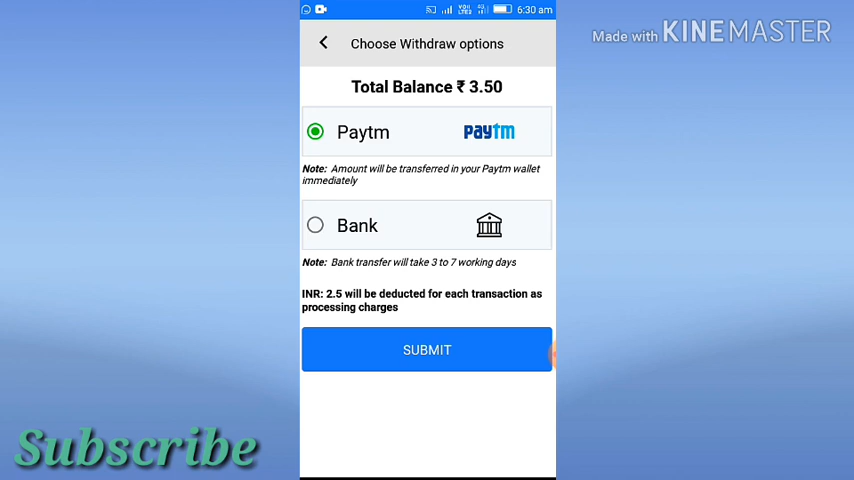 6:30 am
Made with KINEMASTER
Choose Withdraw options
Total Balance ₹ 3.50
Paytm paytm
Note: Amount will be transferred in your Paytm wallet
immediately
Bank
Note: Bank transfer will take 3 to 7 working days
INR: 2.5 will be deducted for each transaction as
processing charges
SUBMIT
Subscribe